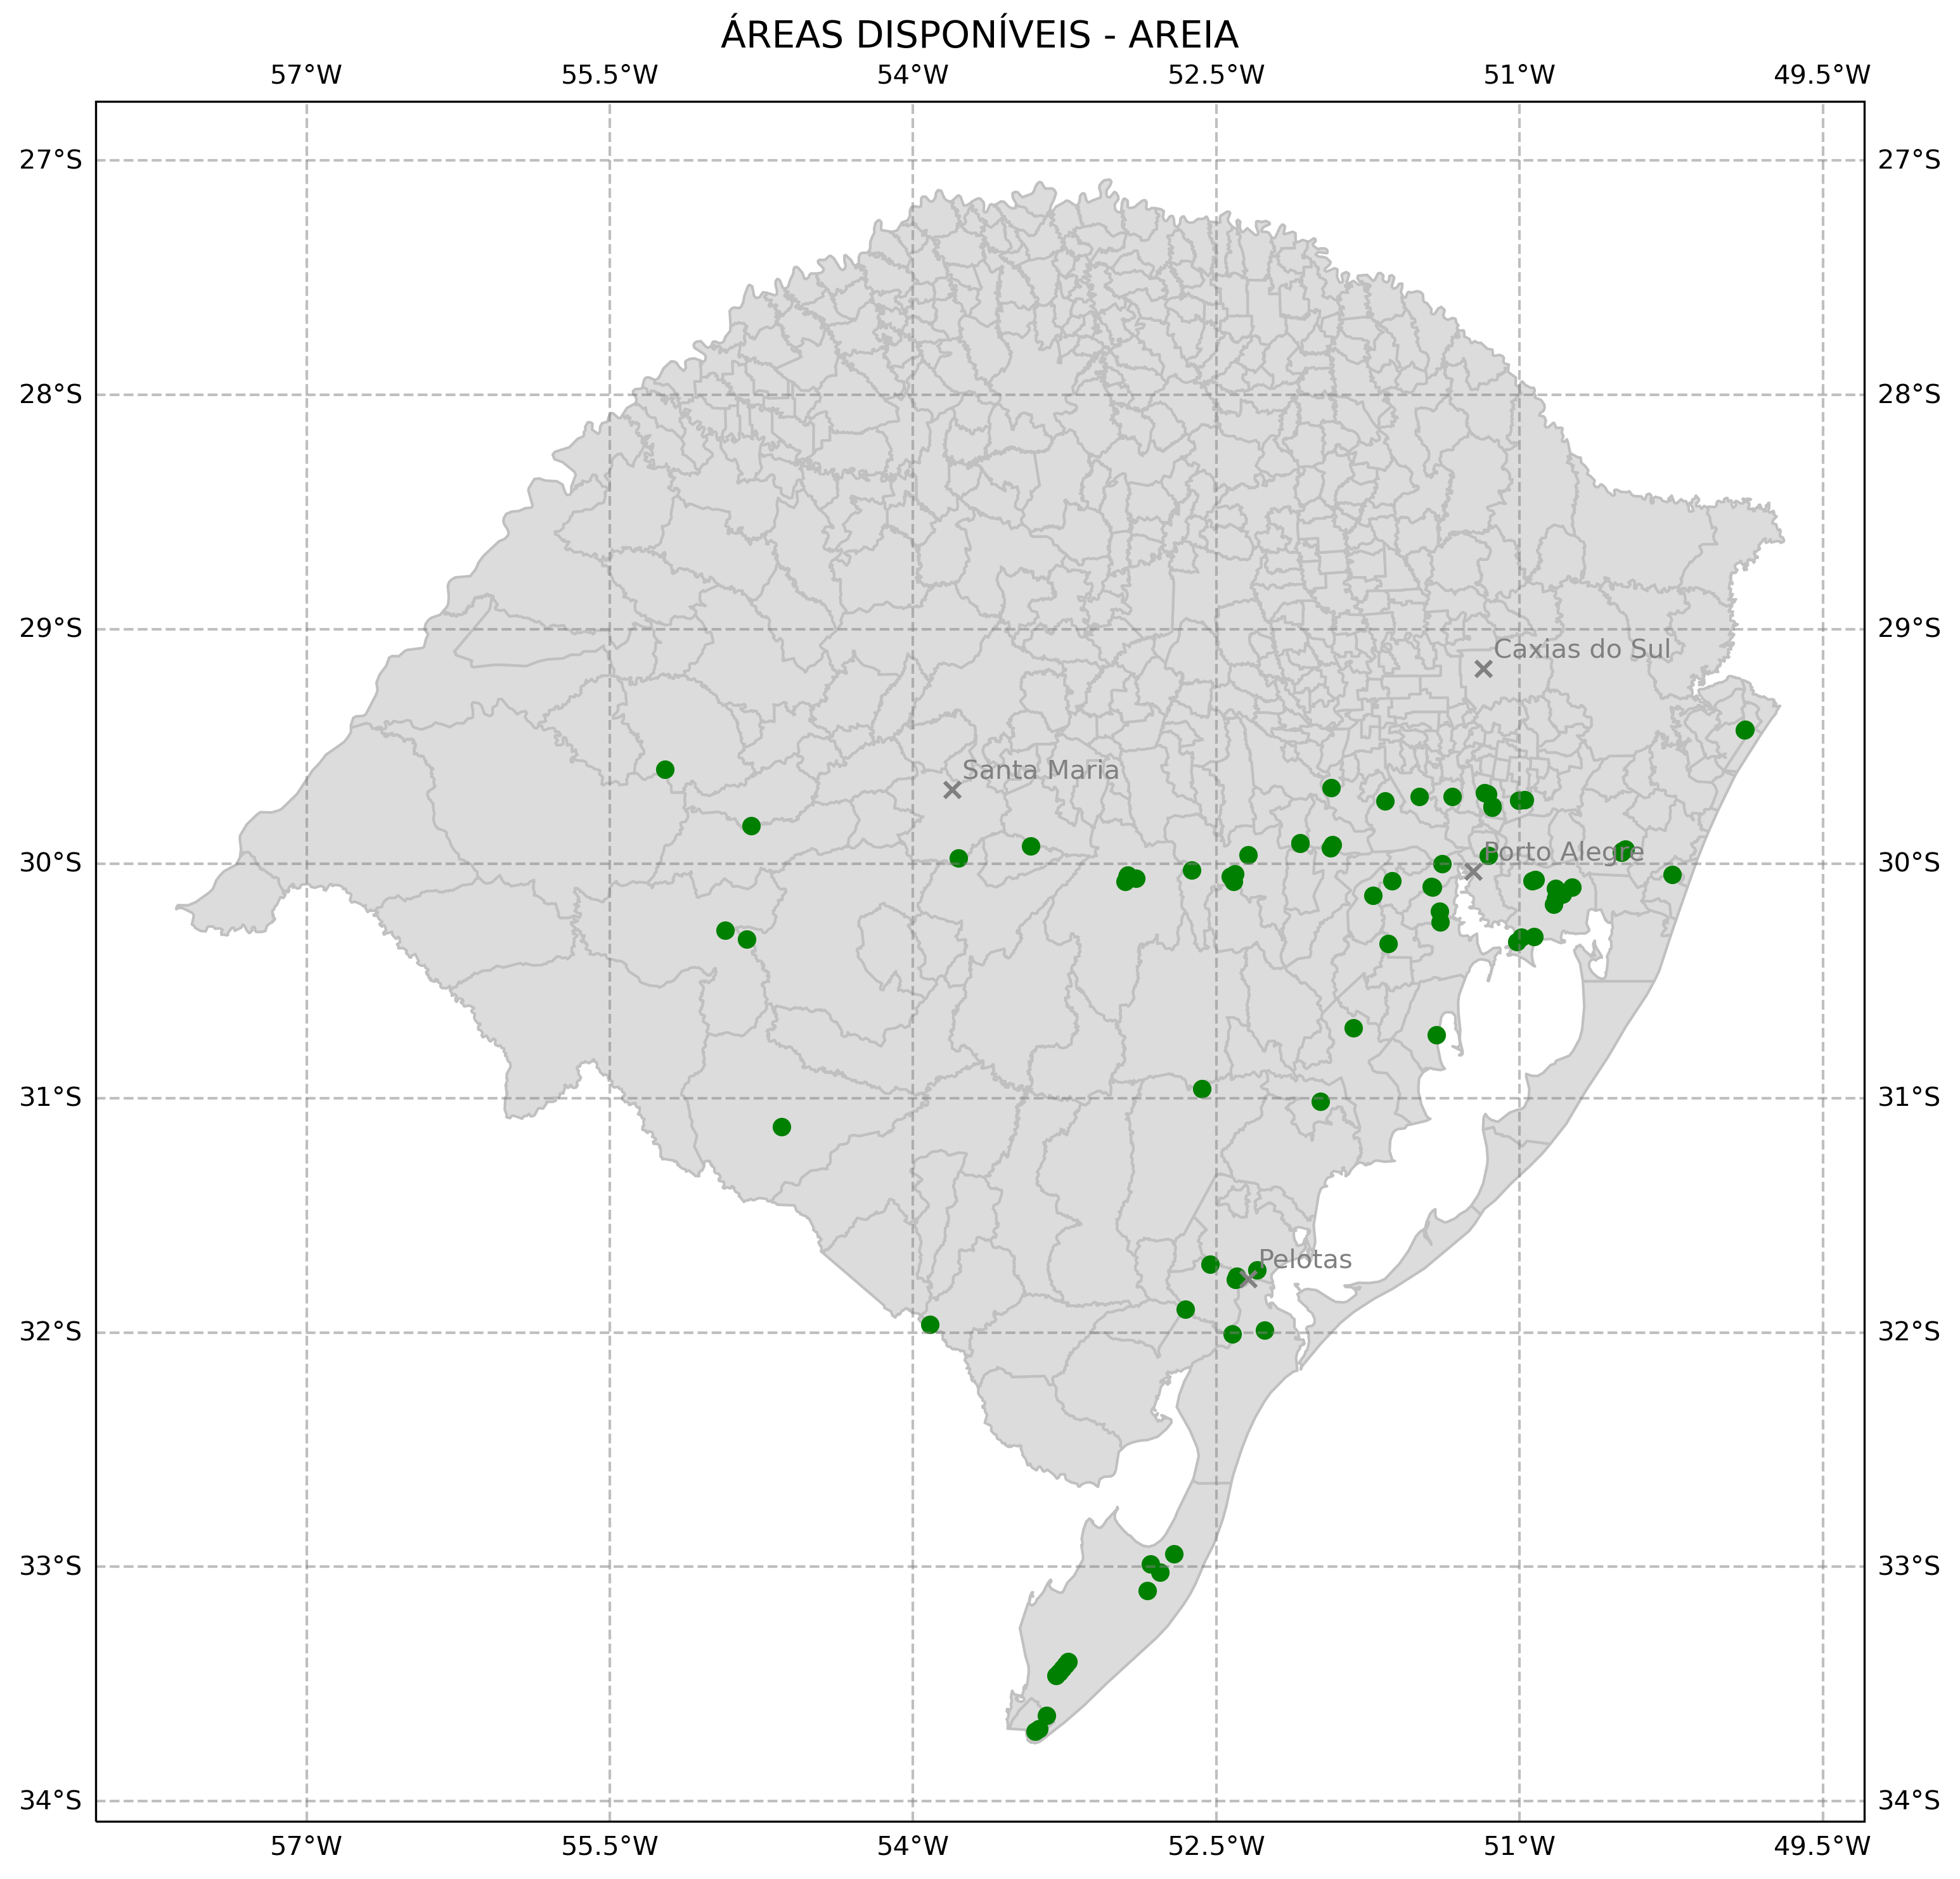 ÁREAS DISPONÍVEIS - AREIA
57°W 55.5°W 54°W 52.5°W 51°W 49.5°W
27°S 27°S
28°S 28°S
29°S 29°S
Caxias do Sul
Santa Maria
Porto Alegre
30°S 30°S
31°S 31°S
Pelotas
32°S 32°S
33°S 33°S
34°S 34°S
57°W 55.5°W 54°W 52.5°W 51°W 49.5°W